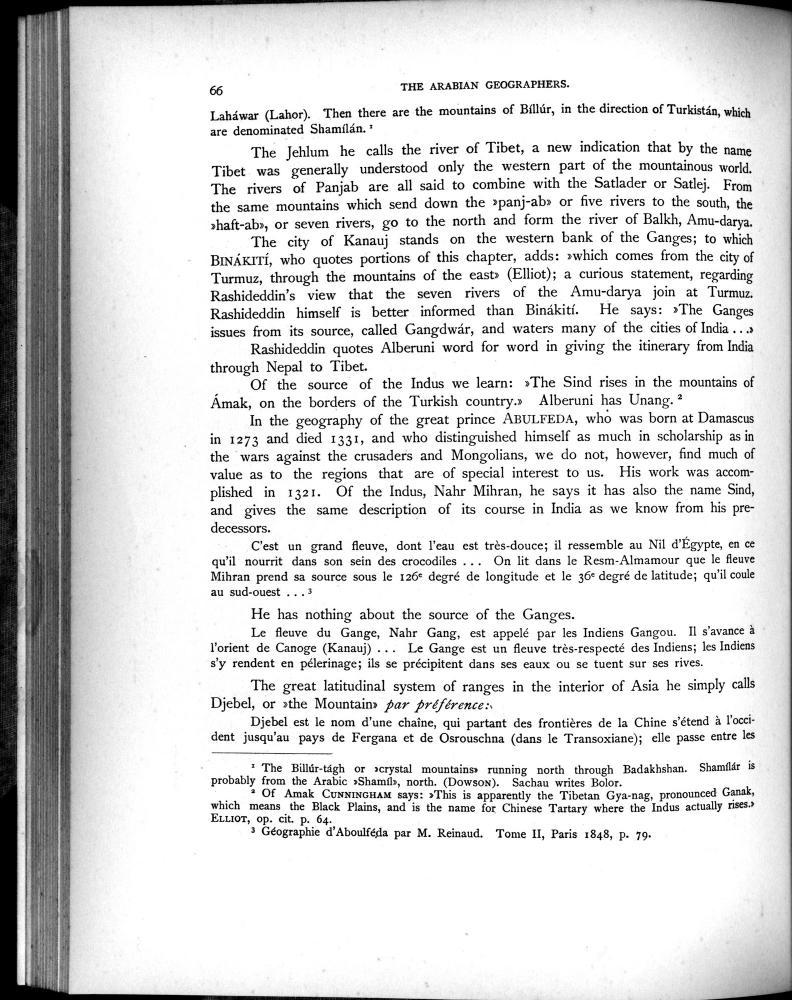 66
THE ARABIAN GEOGRAPHERS.
Laháwar (Lahor). Then there are the mountains of Bíllúr, in the direction of Turkistán, which
are denominated Shamílán. ¹
The Jehlum he calls the river of Tibet, a new indication that by the name
Tibet was generally understood only the western part of the mountainous world.
The rivers of Panjab are all said to combine with the Satlader or Satlej. From
the same mountains which send down the »panj-ab» or five rivers to the south, the
»haft-ab», or seven rivers, go to the north and form the river of Balkh, Amu-darya.
The city of Kanauj stands on the western bank of the Ganges; to which
BINÁKITÍ, who quotes portions of this chapter, adds: »which comes from the city of
Turmuz, through the mountains of the east» (Elliot); a curious statement, regarding
Rashideddin's view that the seven rivers of the Amu-darya join at Turmuz.
Rashideddin himself is better informed than Binákití. He says: »The Ganges
issues from its source, called Gangdwár, and waters many of the cities of India . . .»
Rashideddin quotes Alberuni word for word in giving the itinerary from India
through Nepal to Tibet.
Of the source of the Indus we learn: »The Sind rises in the mountains of
Ámak, on the borders of the Turkish country.» Alberuni has Unang. ²
In the geography of the great prince ABULFEDA, who was born at Damascus
in 1273 and died 1331, and who distinguished himself as much in scholarship as in
the wars against the crusaders and Mongolians, we do not, however, find much of
value as to the regions that are of special interest to us. His work was accom-
plished in 1321. Of the Indus, Nahr Mihran, he says it has also the name Sind,
and gives the same description of its course in India as we know from his pre-
decessors.
C'est un grand fleuve, dont l'eau est très-douce; il ressemble au Nil d'Égypte, en ce
qu'il nourrit dans son sein des crocodiles . . . On lit dans le Resm-Almamour que le fleuve
Mihran prend sa source sous le 126e degré de longitude et le 36e degré de latitude; qu'il coule
au sud-ouest . . . ³
He has nothing about the source of the Ganges.
Le fleuve du Gange, Nahr Gang, est appelé par les Indiens Gangou. Il s'avance à
l'orient de Canoge (Kanauj) . . . Le Gange est un fleuve très-respecté des Indiens; les Indiens
s'y rendent en pélerinage; ils se précipitent dans ses eaux ou se tuent sur ses rives.
The great latitudinal system of ranges in the interior of Asia he simply calls
Djebel, or »the Mountain» par préférence:
Djebel est le nom d'une chaîne, qui partant des frontières de la Chine s'étend à l'occi-
dent jusqu'au pays de Fergana et de Osrouschna (dans le Transoxiane); elle passe entre les
¹ The Billúr-tágh or »crystal mountains» running north through Badakhshan. Shamílár is
probably from the Arabic »Shamíl», north. (DOWSON). Sachau writes Bolor.
² Of Amak CUNNINGHAM says: »This is apparently the Tibetan Gya-nag, pronounced Ganak,
which means the Black Plains, and is the name for Chinese Tartary where the Indus actually rises.»
ELLIOT, op. cit. p. 64.
³ Géographie d'Aboulféda par M. Reinaud. Tome II, Paris 1848, p. 79.